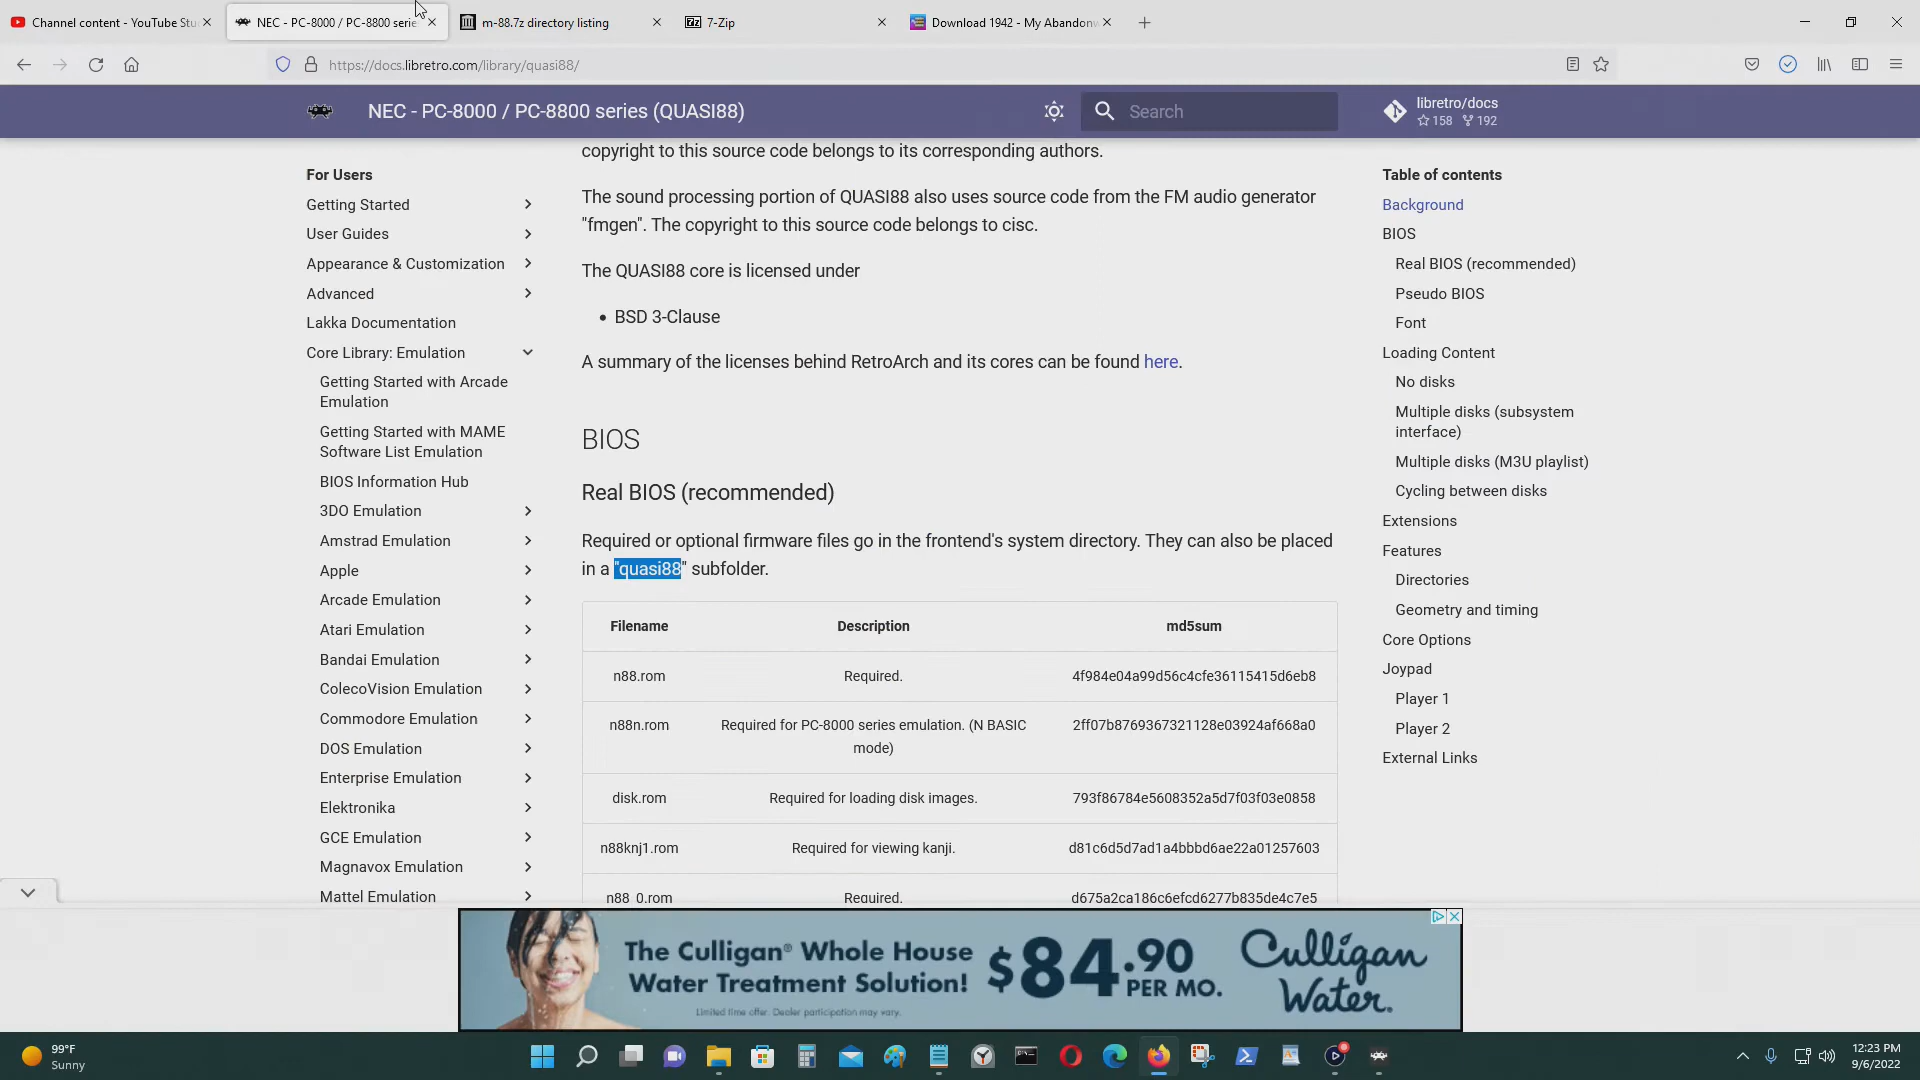 Channel content - YouTube Stu
NEC - PC-8000 / PC-8800 serie
m-88.7z directory listing
7-Zip
Download 1942 - My Abandonw
https://docs.libretro.com/library/quasi88/
NEC - PC-8000 / PC-8800 series (QUASI88)
Search
libretro/docs
158 192
For Users
Getting Started
User Guides
Appearance & Customization
Advanced
Lakka Documentation
Core Library: Emulation
Getting Started with Arcade
Emulation
Getting Started with MAME
Software List Emulation
BIOS Information Hub
3DO Emulation
Amstrad Emulation
Apple
Arcade Emulation
Atari Emulation
Bandai Emulation
ColecoVision Emulation
Commodore Emulation
DOS Emulation
Enterprise Emulation
Elektronika
GCE Emulation
Magnavox Emulation
Mattel Emulation
copyright to this source code belongs to its corresponding authors.
The sound processing portion of QUASI88 also uses source code from the FM audio generator
"fmgen". The copyright to this source code belongs to cisc.
The QUASI88 core is licensed under
• BSD 3-Clause
A summary of the licenses behind RetroArch and its cores can be found here.
BIOS
Real BIOS (recommended)
Required or optional firmware files go in the frontend's system directory. They can also be placed
in a "quasi88" subfolder.
Filename Description md5sum
n88.rom Required. 4f984e04a99d56c4cfe36115415d6eb8
n88n.rom Required for PC-8000 series emulation. (N BASIC 2ff07b8769367321128e03924af668a0
mode)
disk.rom Required for loading disk images. 793f86784e5608352a5d7f03f03e0858
n88knj1.rom Required for viewing kanji. d81c6d5d7ad1a4bbbd6ae22a01257603
n88_0.rom Required. d675a2ca186c6efcd6277b835de4c7e5
Table of contents
Background
BIOS
Real BIOS (recommended)
Pseudo BIOS
Font
Loading Content
No disks
Multiple disks (subsystem
interface)
Multiple disks (M3U playlist)
Cycling between disks
Extensions
Features
Directories
Geometry and timing
Core Options
Joypad
Player 1
Player 2
External Links
The Culligan® Whole House
Water Treatment Solution!
$84.90
PER MO.
Culligan
Water.
Limited time offer. Dealer participation may vary.
99°F
Sunny
12:23 PM
9/6/2022